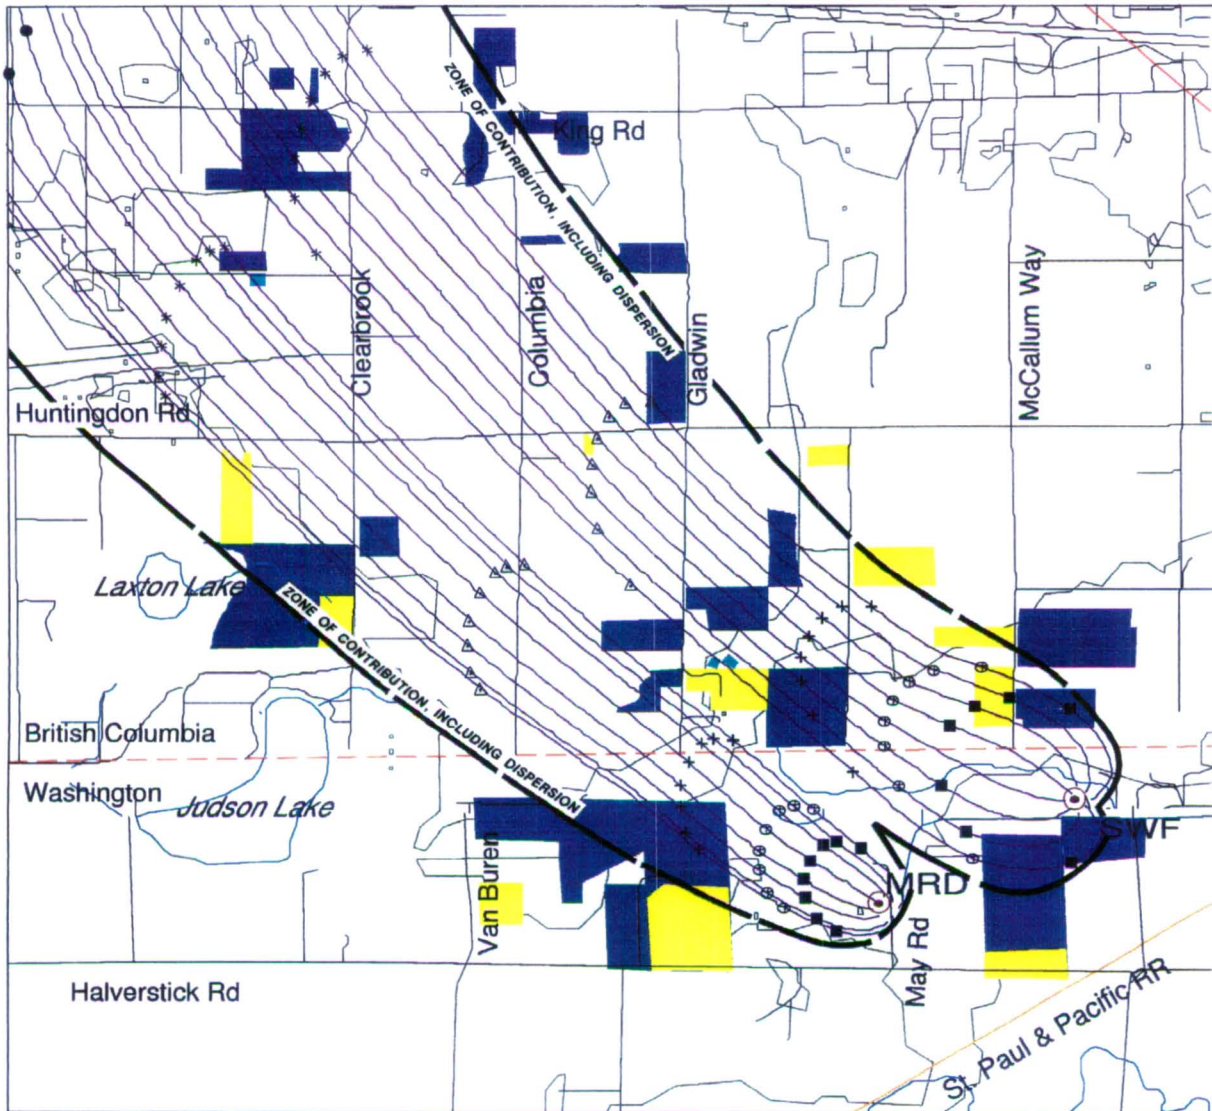 King Rd
ZONE OF CONTRIBUTION, INCLUDING DISPERSION
Clearbrook
Columbia
Gladwin
McCallum Way
Huntingdon Rd
Laxton Lake
ZONE OF CONTRIBUTION, INCLUDING DISPERSION
British Columbia
Washington
Judson Lake
SWF
MRD
Van Buren
May Rd
Halverstick Rd
St. Paul & Pacific RR